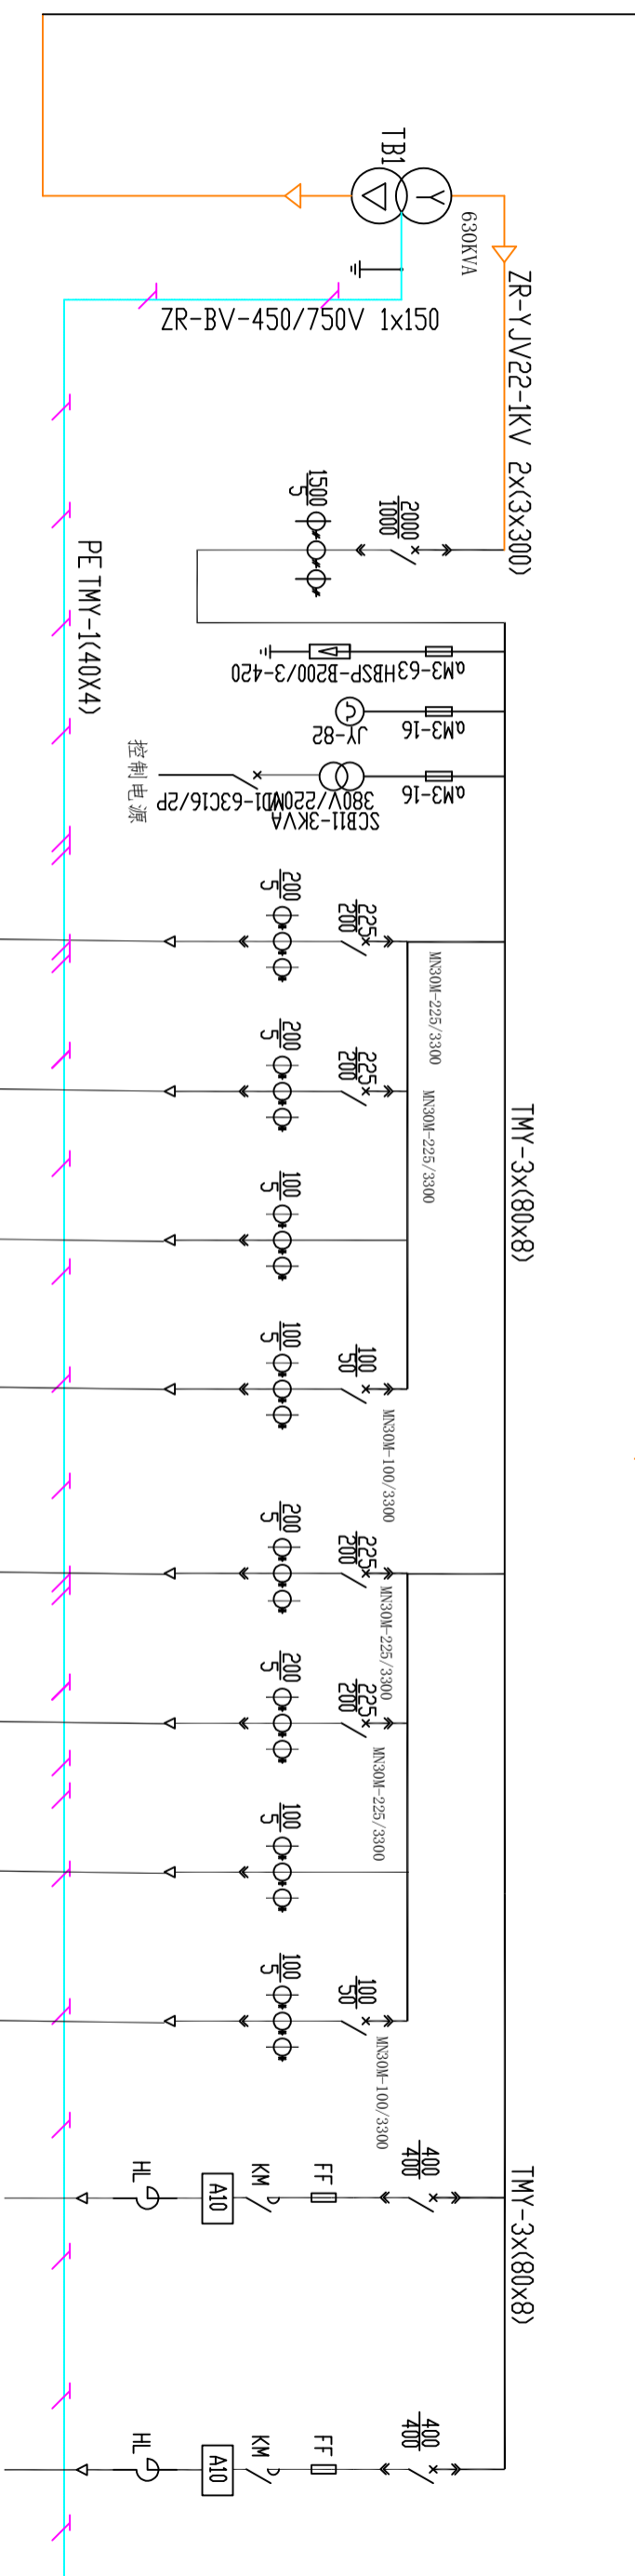 TB1
630KVA
ZR-YJV22-1KV 2x(3x300)
ZR-BV-450/750V 1x150
PE TMY-1(40X4)
1500
5
2000
1000
HBSP-B200/3-420
aM3-63
JY-82
aM3-16
控制电源
MD1-63C16/2P
380V/220V
SCB11-3KVA
aM3-16
TMY-3x(80x8)
200
5
225
200
MN30M-225/3300
200
5
225
200
MN30M-225/3300
100
5
100
5
100
50
MN30M-100/3300
200
5
225
200
MN30M-225/3300
200
5
225
200
MN30M-225/3300
100
5
100
5
100
50
MN30M-100/3300
TMY-3x(80x8)
HL
A10
KM
FF
400
400
HL
A10
KM
FF
400
400